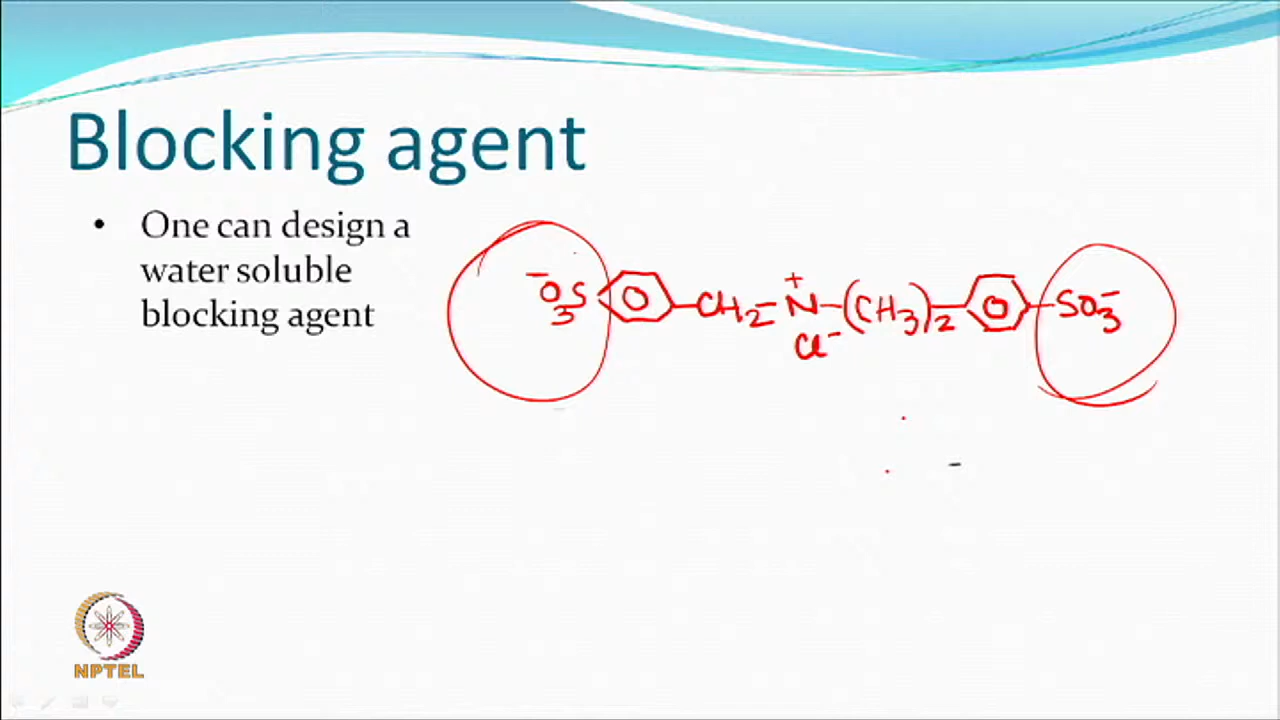 Blocking agent
• One can design a
water soluble
blocking agent
⁻O₃S-⌬-CH₂-N⁺-(CH₃)₂-⌬-SO₃⁻
Cl⁻
NPTEL